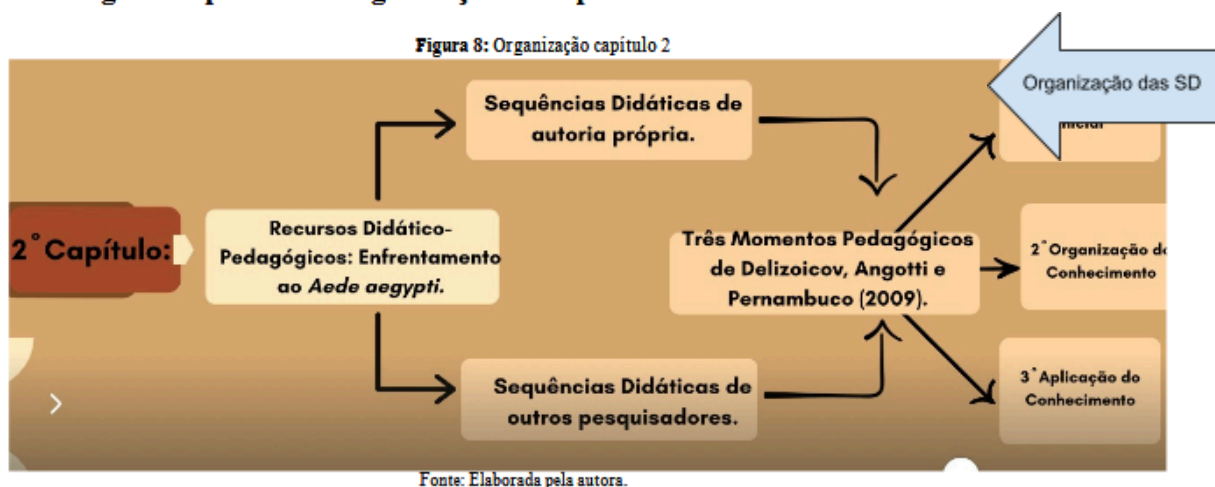 Figura 8: Organização capítulo 2
Organização das SD
Sequências Didáticas de
autoria própria.
2°Capítulo:
Recursos Didático-
Pedagógicos: Enfrentamento
ao Aede aegypti.
Três Momentos Pedagógicos
de Delizoicov, Angotti e
Pernambuco (2009).
2°Organização do
Conhecimento
3°Aplicação do
Conhecimento
Sequências Didáticas de
outros pesquisadores.
Fonte: Elaborada pela autora.